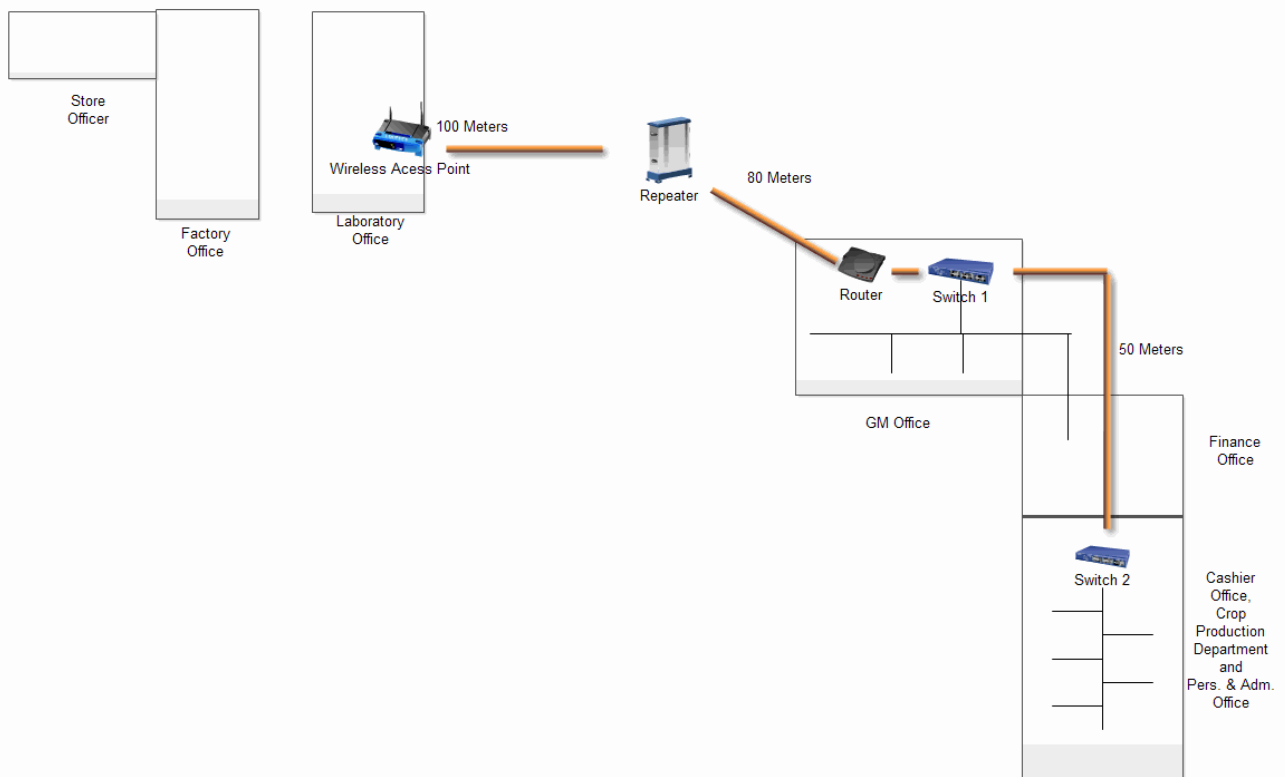 Store
Officer
Factory
Office
Laboratory
Office
Wireless Acess Point
100 Meters
Repeater
80 Meters
Router
Switch 1
GM Office
50 Meters
Finance
Office
Switch 2
Cashier
Office,
Crop
Production
Department
and
Pers. & Adm.
Office